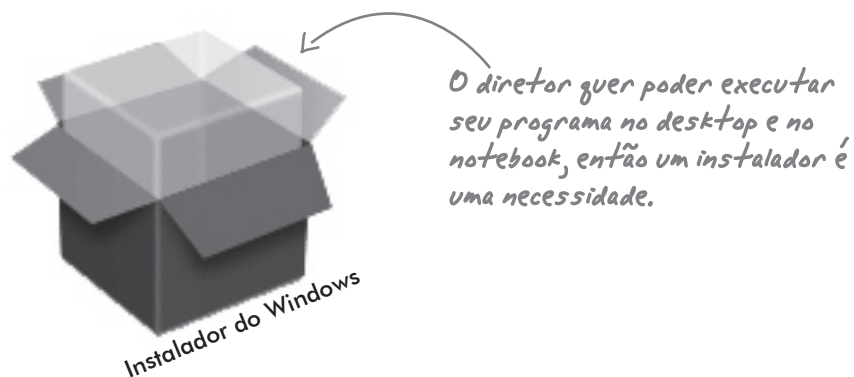 O diretor quer poder executar
seu programa no desktop e no
notebook, então um instalador é
uma necessidade.
Instalador do Windows